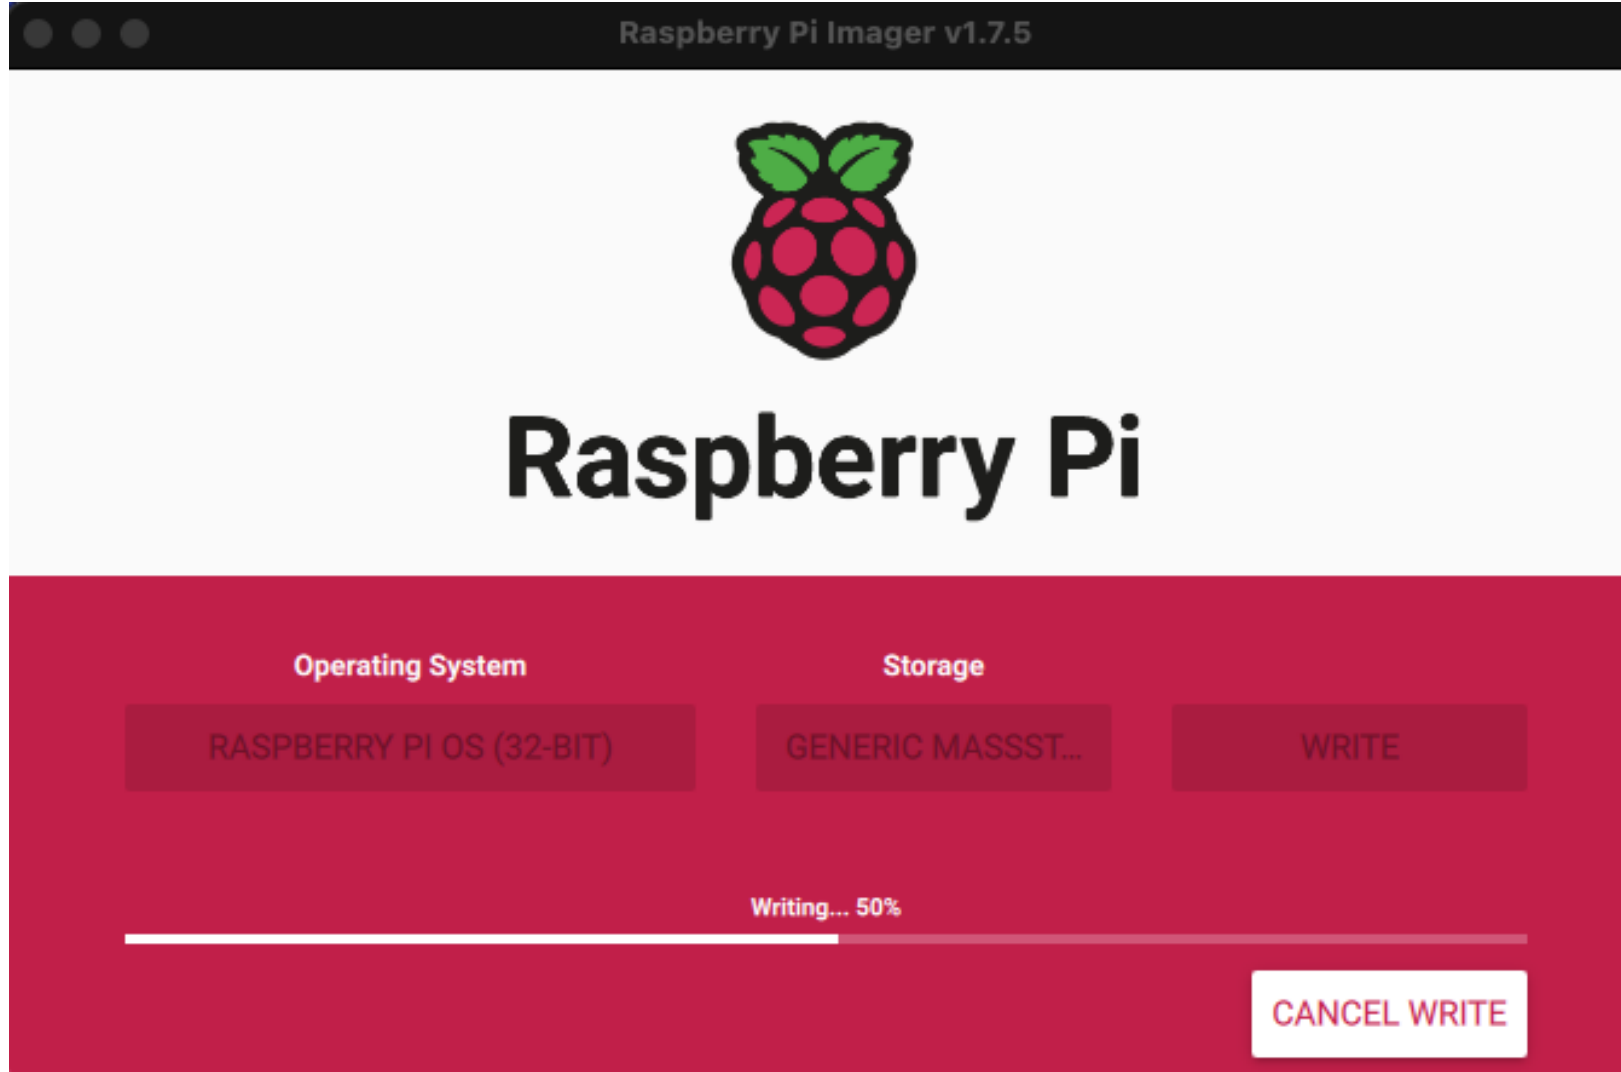 Raspberry Pi Imager v1.7.5
Raspberry Pi
Operating System
Storage
RASPBERRY PI OS (32-BIT)
GENERIC MASSST...
WRITE
Writing... 50%
CANCEL WRITE